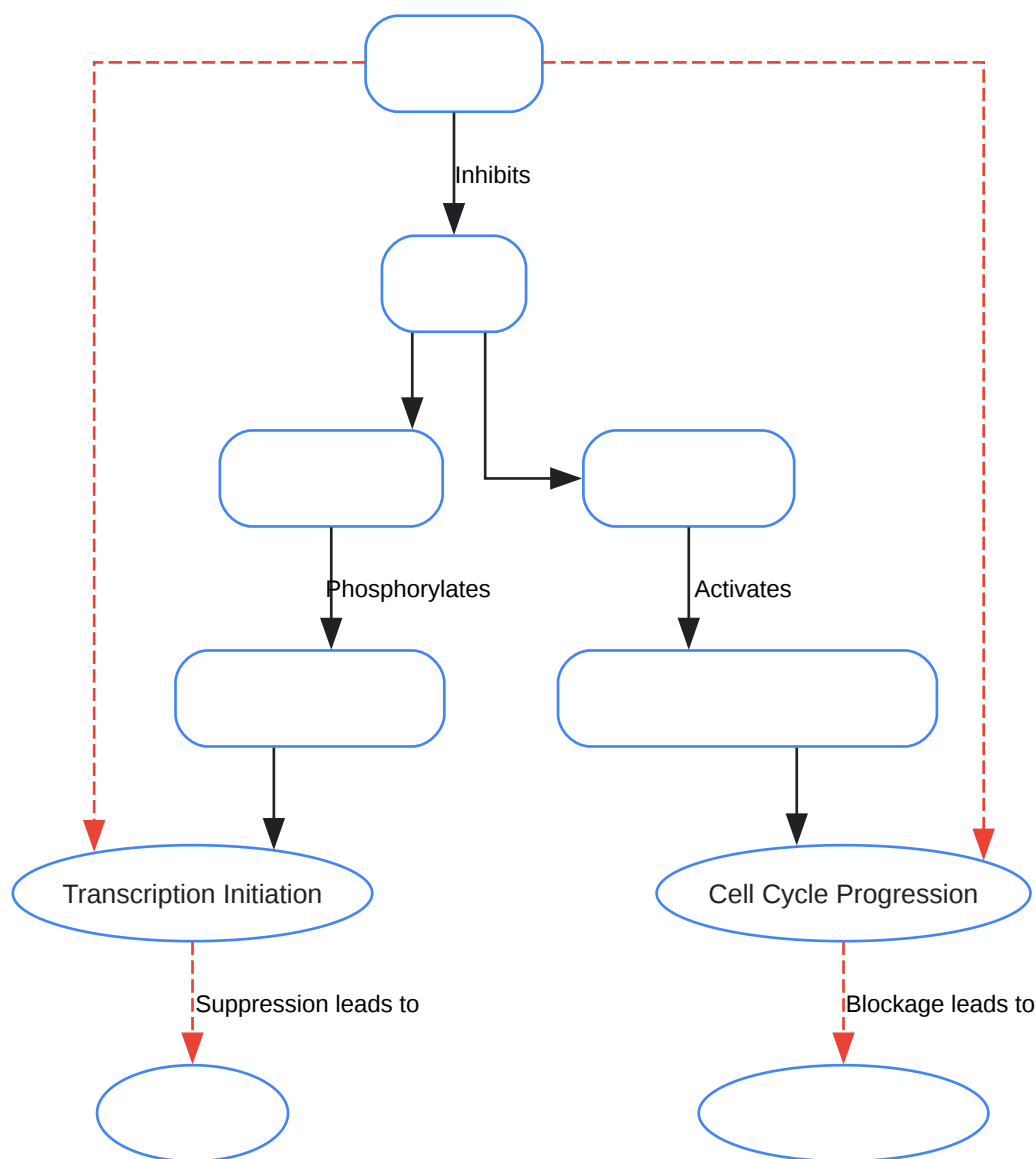 Inhibits
Phosphorylates
Activates
Transcription Initiation
Cell Cycle Progression
Suppression leads to
Blockage leads to